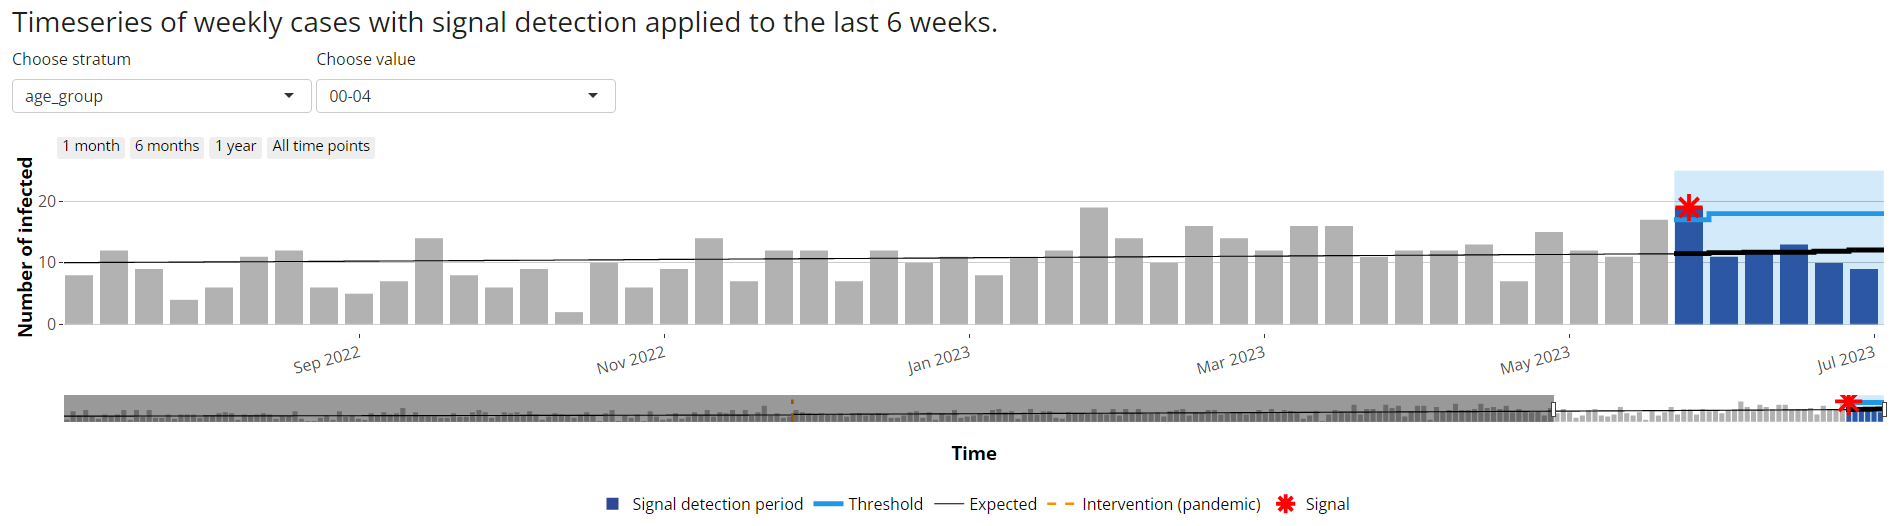 Timeseries of weekly cases with signal detection applied to the last 6 weeks.
Choose stratum
Choose value
age_group
00-04
1 month
6 months
1 year
All time points
Number of infected
20
10
0
Sep 2022
Nov 2022
Jan 2023
Mar 2023
May 2023
Jul 2023
Time
Signal detection period
Threshold
Expected
Intervention (pandemic)
Signal